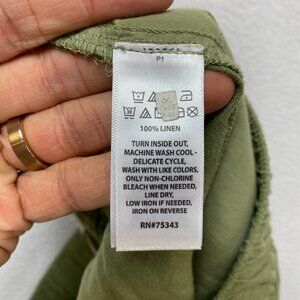 P1
100% LINEN
TURN INSIDE OUT,
MACHINE WASH COOL -
DELICATE CYCLE,
WASH WITH LIKE COLORS,
ONLY NON-CHLORINE
BLEACH WHEN NEEDED,
LINE DRY,
LOW IRON IF NEEDED,
IRON ON REVERSE
RN#75343